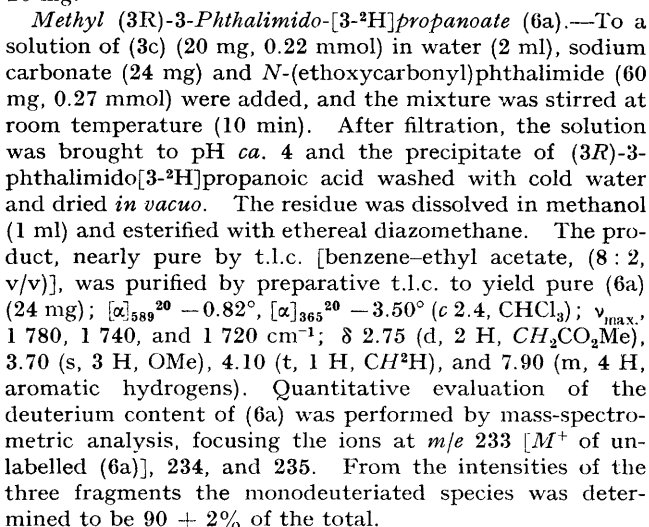 Methyl (3R)-3-Phthalimido-[3-²H]propanoate (6a).—To a
solution of (3c) (20 mg, 0.22 mmol) in water (2 ml), sodium
carbonate (24 mg) and N-(ethoxycarbonyl)phthalimide (60
mg, 0.27 mmol) were added, and the mixture was stirred at
room temperature (10 min). After filtration, the solution
was brought to pH ca. 4 and the precipitate of (3R)-3-
phthalimido[3-²H]propanoic acid washed with cold water
and dried in vacuo. The residue was dissolved in methanol
(1 ml) and esterified with ethereal diazomethane. The pro-
duct, nearly pure by t.l.c. [benzene–ethyl acetate, (8 : 2,
v/v)], was purified by preparative t.l.c. to yield pure (6a)
(24 mg); [α]₅₈₉²⁰ −0.82°, [α]₃₆₅²⁰ −3.50° (c 2.4, CHCl₃); νmax.,
1 780, 1 740, and 1 720 cm⁻¹; δ 2.75 (d, 2 H, CH₂CO₂Me),
3.70 (s, 3 H, OMe), 4.10 (t, 1 H, CH²H), and 7.90 (m, 4 H,
aromatic hydrogens). Quantitative evaluation of the
deuterium content of (6a) was performed by mass-spectro-
metric analysis, focusing the ions at m/e 233 [M⁺ of un-
labelled (6a)], 234, and 235. From the intensities of the
three fragments the monodeuteriated species was deter-
mined to be 90 ± 2% of the total.